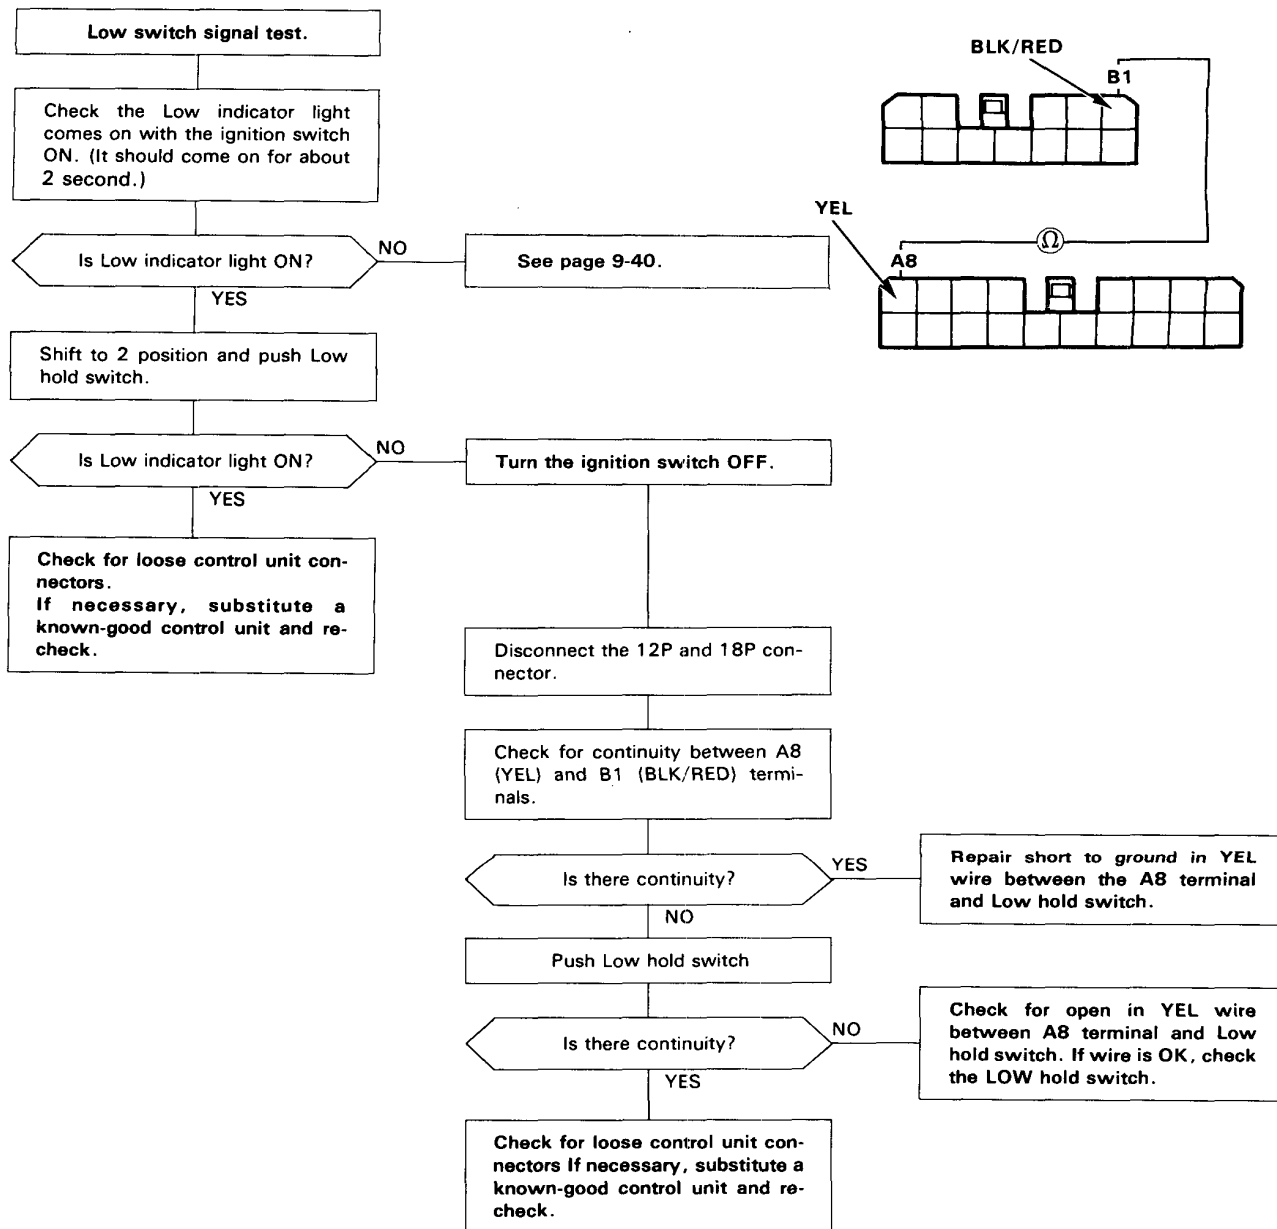 Low switch signal test.
Check the Low indicator light
comes on with the ignition switch
ON. (It should come on for about
2 second.)
Is Low indicator light ON?
NO
See page 9-40.
YES
Shift to 2 position and push Low
hold switch.
Is Low indicator light ON?
NO
Turn the ignition switch OFF.
YES
Check for loose control unit con-
nectors.
If necessary, substitute a
known-good control unit and re-
check.
Disconnect the 12P and 18P con-
nector.
Check for continuity between A8
(YEL) and B1 (BLK/RED) termi-
nals.
Is there continuity?
YES
Repair short to ground in YEL
wire between the A8 terminal
and Low hold switch.
NO
Push Low hold switch
Is there continuity?
NO
Check for open in YEL wire
between A8 terminal and Low
hold switch. If wire is OK, check
the LOW hold switch.
YES
Check for loose control unit con-
nectors If necessary, substitute a
known-good control unit and re-
check.
BLK/RED
B1
YEL
Ω
A8